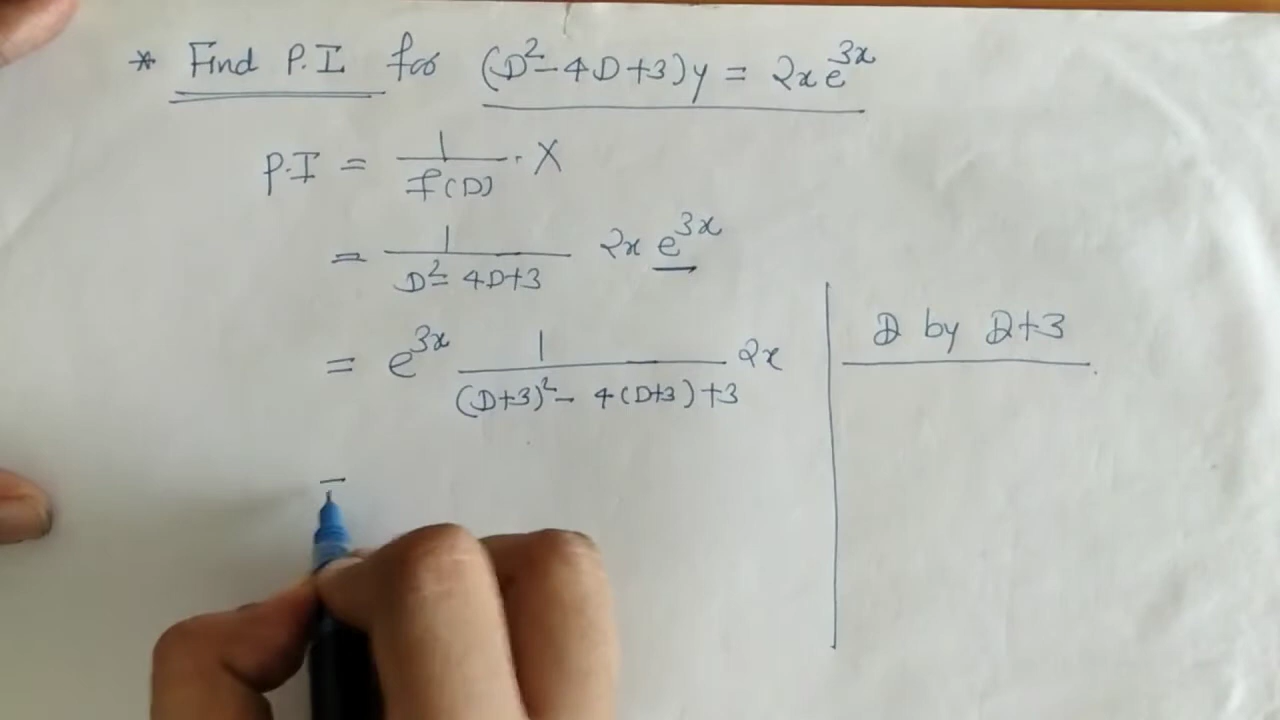 * Find P.I for (D²-4D+3)y = 2xe^3x
P.I = 1/f(D) · X
= 1/(D²-4D+3) 2x e^3x
= e^3x 1/((D+3)²-4(D+3)+3) 2x
D by D+3